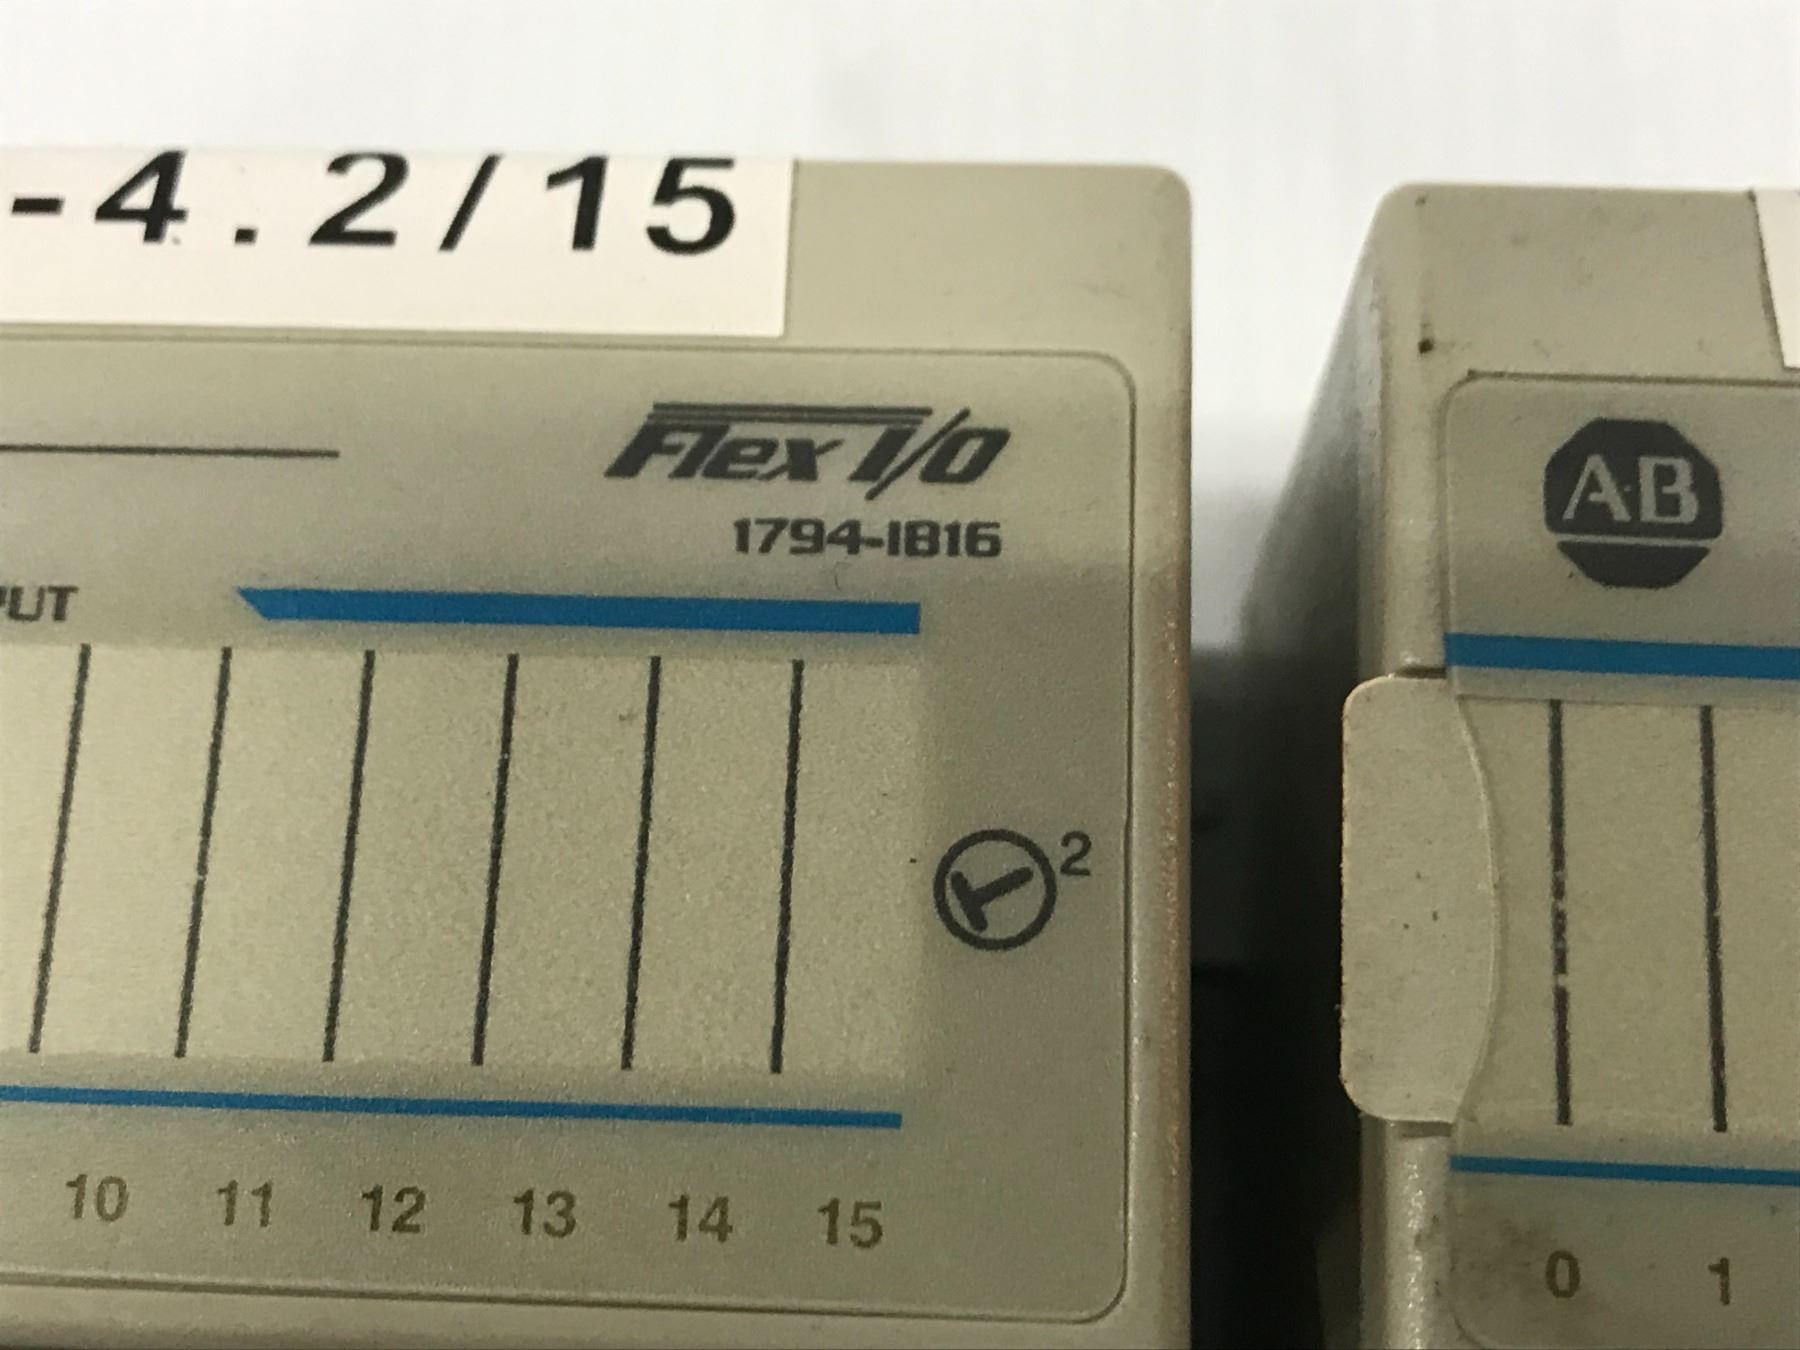 -4.2/15
Flex I/O
1794-IB16
PUT
2
10 11 12 13 14 15
AB
0 1